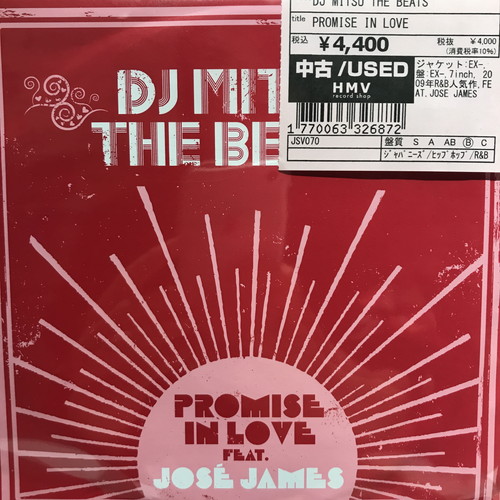 DJ MITSU THE BEATS
title PROMISE IN LOVE
税込 ¥4,400 税抜 ¥4,000
(消費税率10%)
中古/USED
HMV
record shop
ジャケット:EX-,
盤:EX-,7inch, 20
09年R&B人気作,FE
AT. JOSE JAMES
1770063326872
JSV070 盤質 S A AB B C
ジャパニーズ/ヒップホップ/R&B
DJ MIT
THE BE
PROMISE
IN LOVE
FEAT.
JOSÉ JAMES